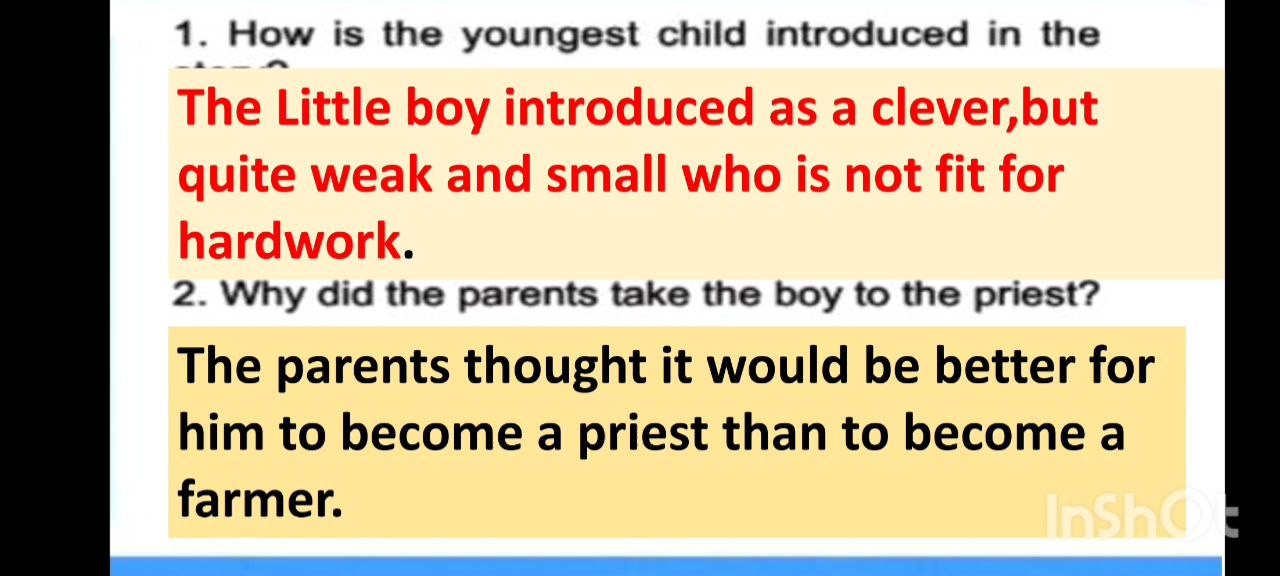 1. How is the youngest child introduced in the
The Little boy introduced as a clever,but
quite weak and small who is not fit for
hardwork.
2. Why did the parents take the boy to the priest?
The parents thought it would be better for
him to become a priest than to become a
farmer.
InShOt